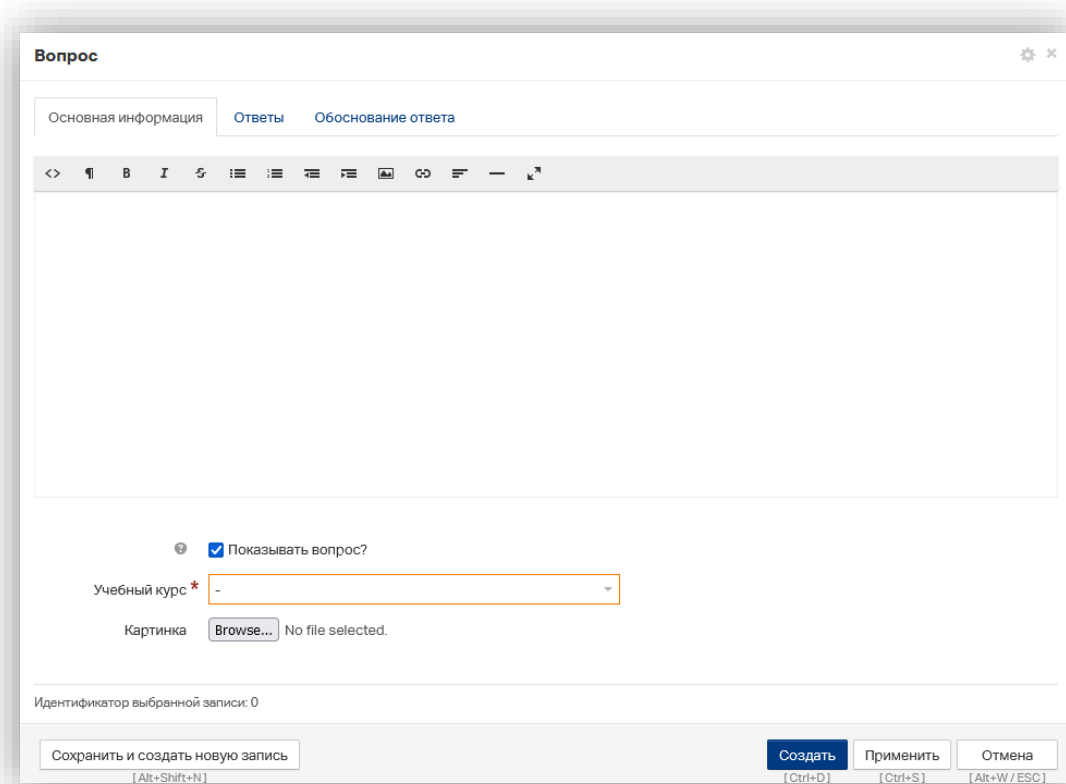 Вопрос
Основная информация Ответы Обоснование ответа
<> ¶ B I S
? Показывать вопрос?
Учебный курс * -
Картинка Browse... No file selected.
Идентификатор выбранной записи: 0
Сохранить и создать новую запись Создать Применить Отмена
[Alt+Shift+N] [Ctrl+D] [Ctrl+S] [Alt+W / ESC]